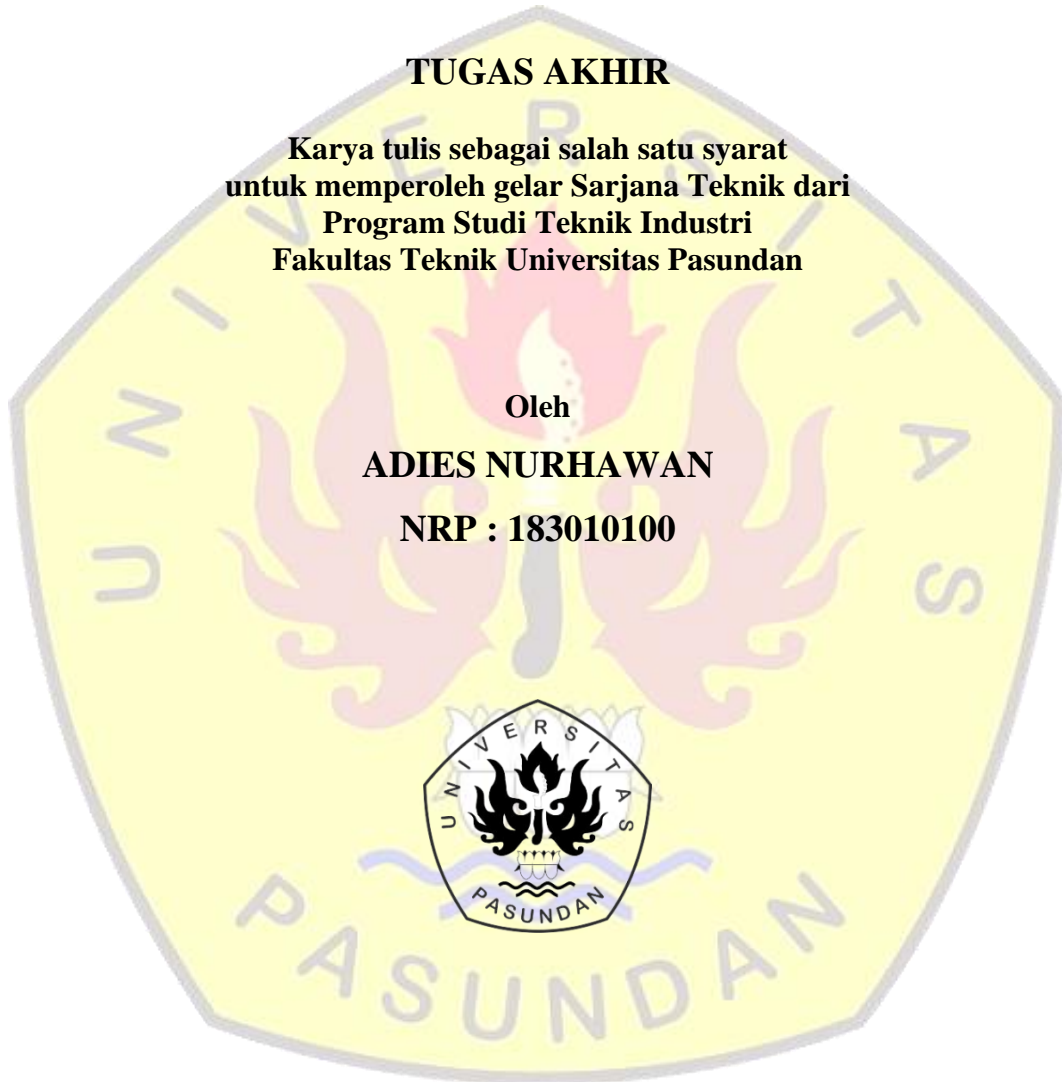 TUGAS AKHIR
Karya tulis sebagai salah satu syarat
untuk memperoleh gelar Sarjana Teknik dari
Program Studi Teknik Industri
Fakultas Teknik Universitas Pasundan
Oleh
ADIES NURHAWAN
NRP : 183010100
UNIVERSITAS
PASUNDAN
UNIVERSITAS
PASUNDAN